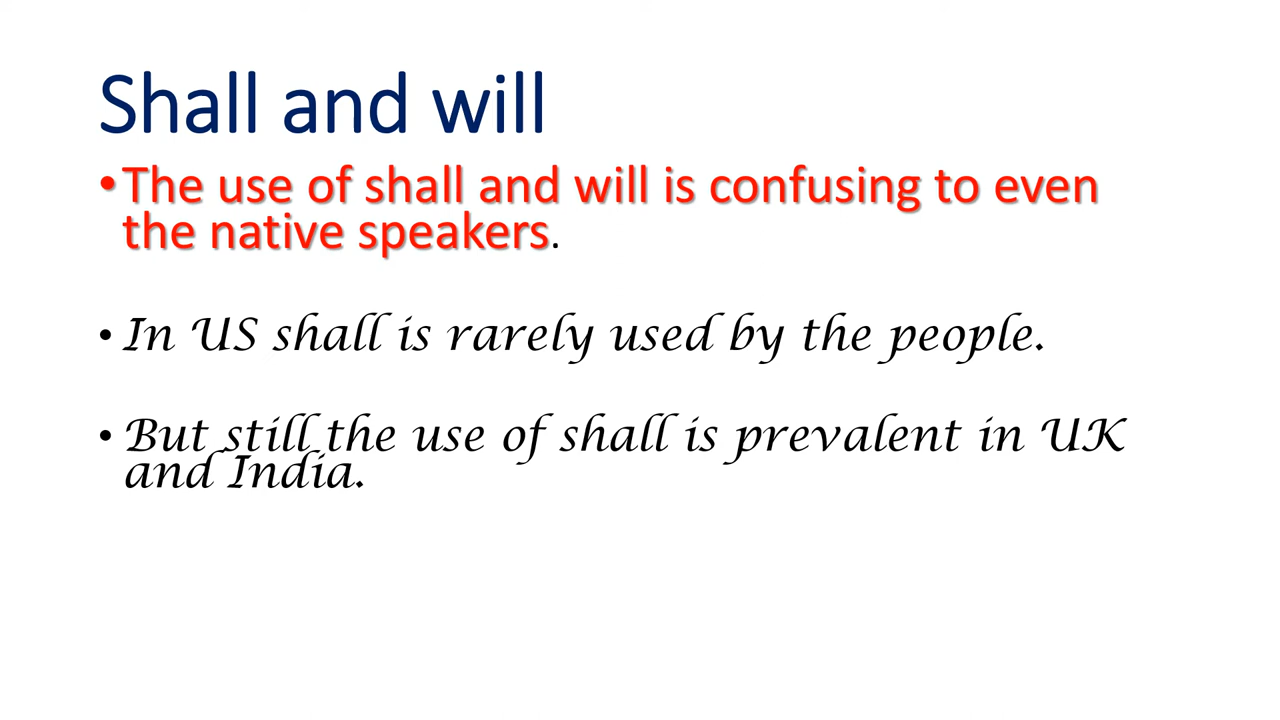 Shall and will
•The use of shall and will is confusing to even
the native speakers.
• In US shall is rarely used by the people.
• But still the use of shall is prevalent in UK
and India.